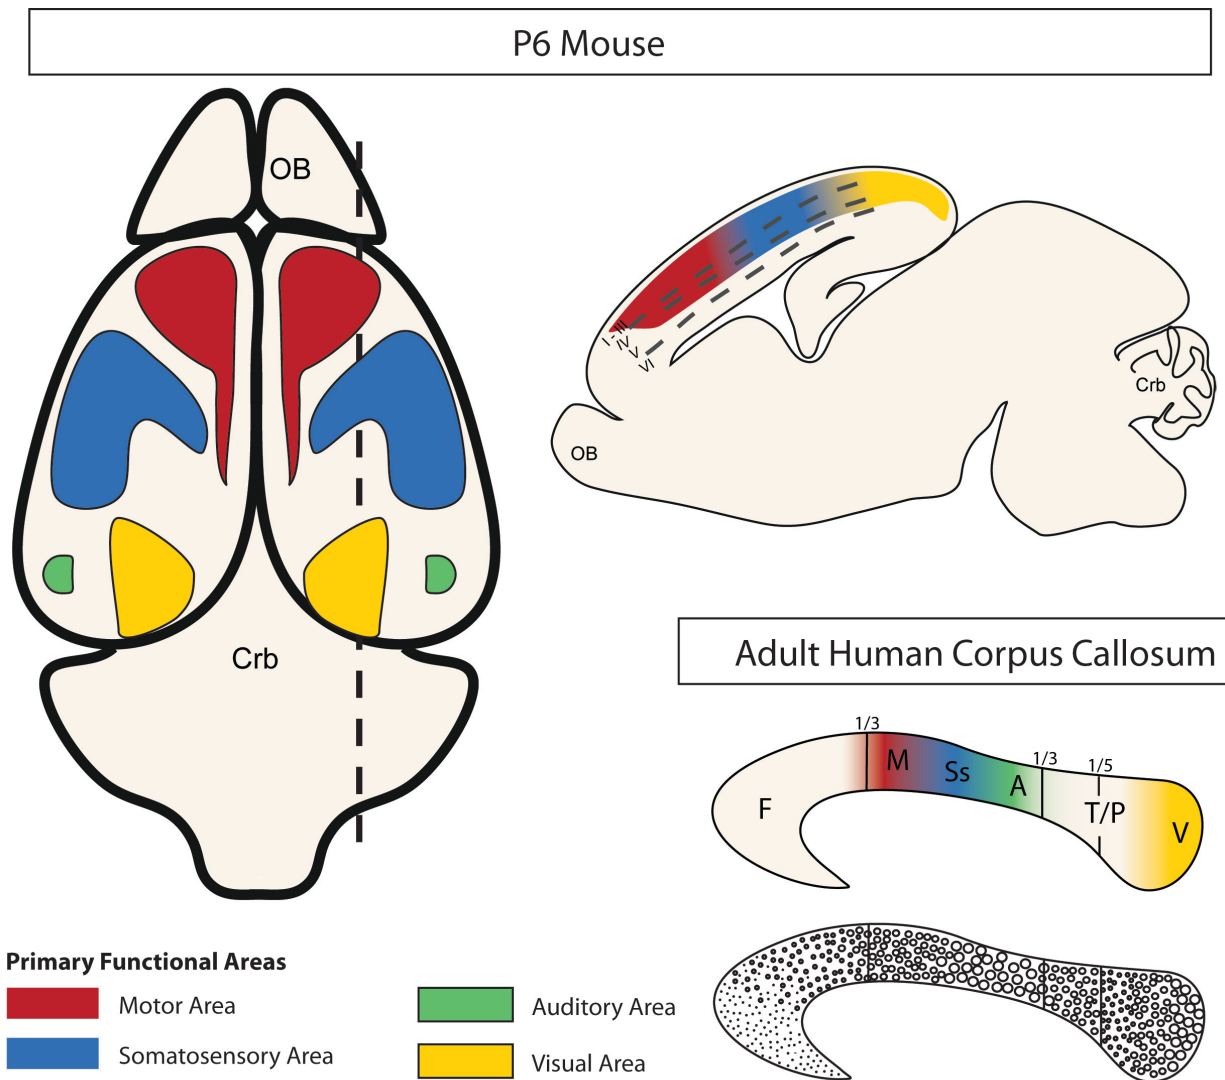 P6 Mouse
OB
Crb
I - III
IV
V
VI
OB
Crb
Adult Human Corpus Callosum
1/3
1/3
1/5
F
M
Ss
A
T/P
V
Primary Functional Areas
Motor Area
Auditory Area
Somatosensory Area
Visual Area